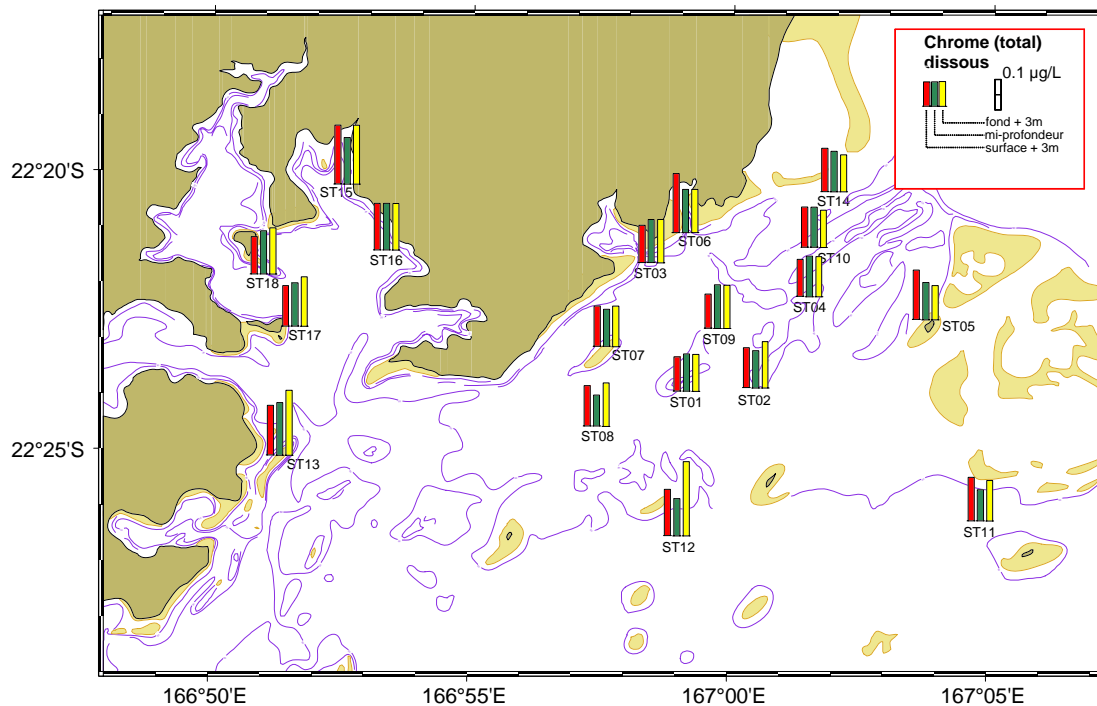 Chrome (total)
dissous
0.1 µg/L
fond + 3m
mi-profondeur
surface + 3m
22°20'S
22°25'S
ST15
ST14
ST16
ST06
ST10
ST03
ST18
ST04
ST17
ST05
ST07
ST09
ST01
ST02
ST08
ST13
ST12
ST11
166°50'E
166°55'E
167°00'E
167°05'E